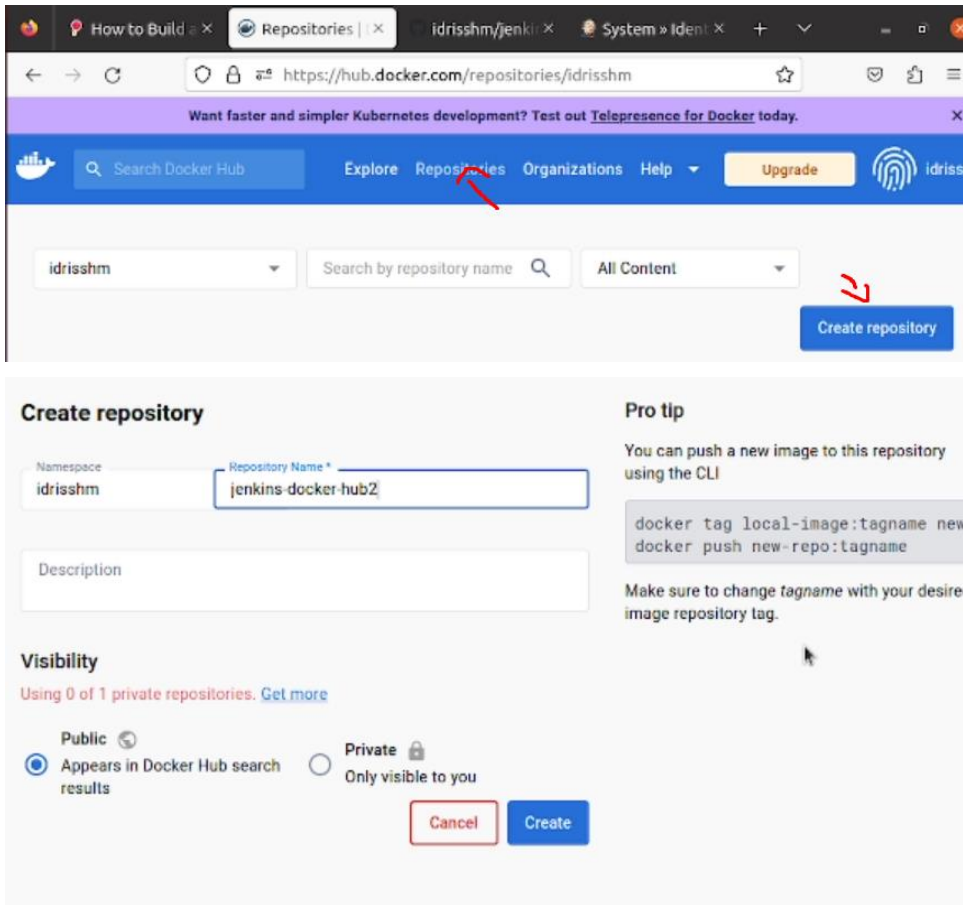 How to Build a
Repositories |
idrisshm/jenkin
System » Ident
https://hub.docker.com/repositories/idrisshm
Want faster and simpler Kubernetes development? Test out Telepresence for Docker today.
Search Docker Hub
Explore
Repositories
Organizations
Help
Upgrade
idriss
idrisshm
Search by repository name
All Content
Create repository
Create repository
Namespace
idrisshm
Repository Name *
jenkins-docker-hub2
Description
Visibility
Using 0 of 1 private repositories. Get more
Public
Appears in Docker Hub search
results
Private
Only visible to you
Cancel
Create
Pro tip
You can push a new image to this repository
using the CLI
docker tag local-image:tagname new
docker push new-repo:tagname
Make sure to change tagname with your desire
image repository tag.